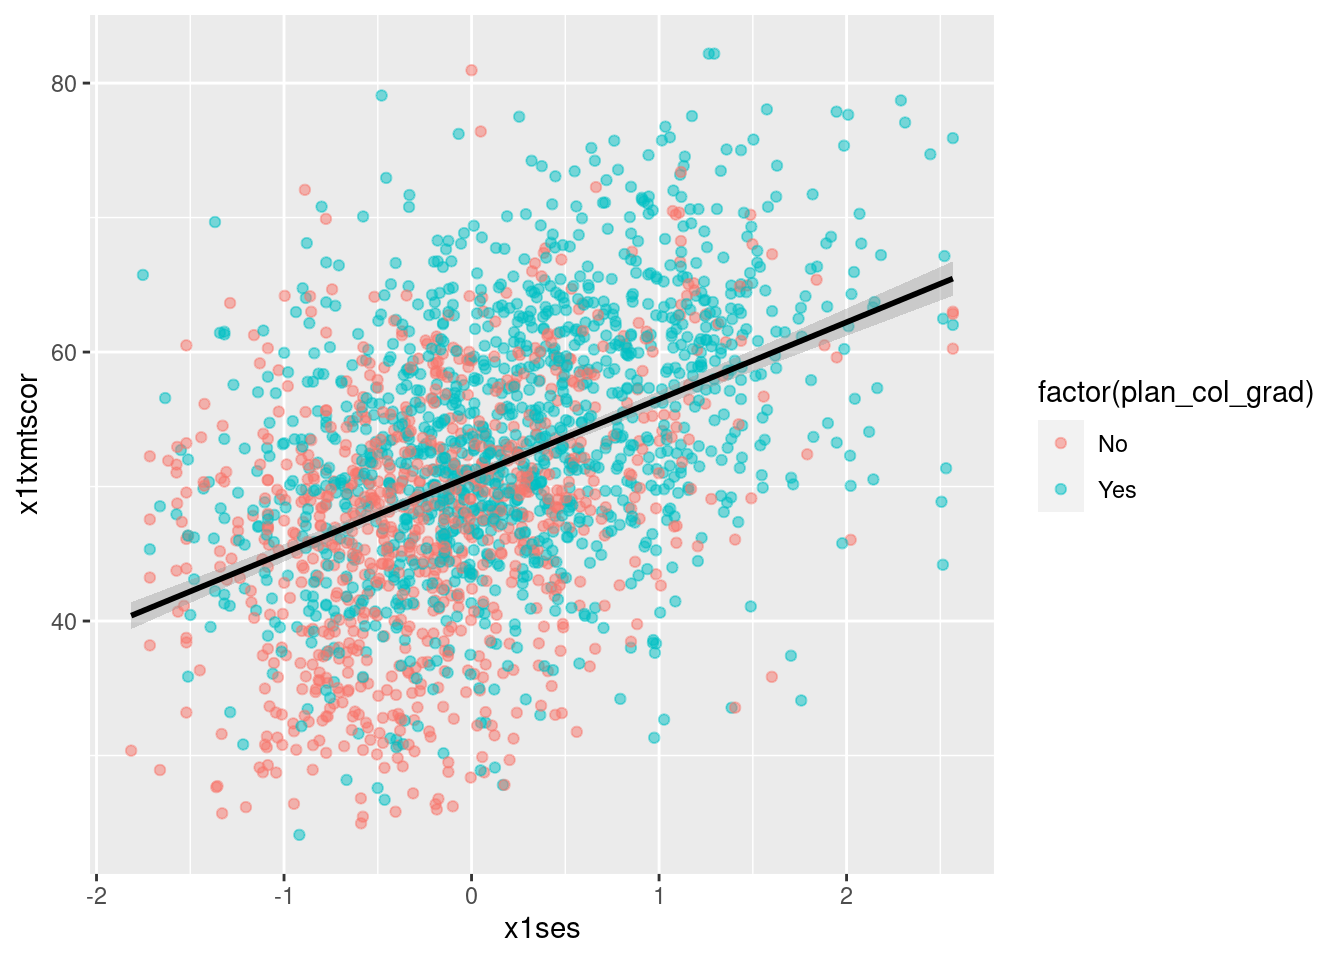 80
60
40
x1txmtscor
-2
-1
0
1
2
x1ses
factor(plan_col_grad)
No
Yes